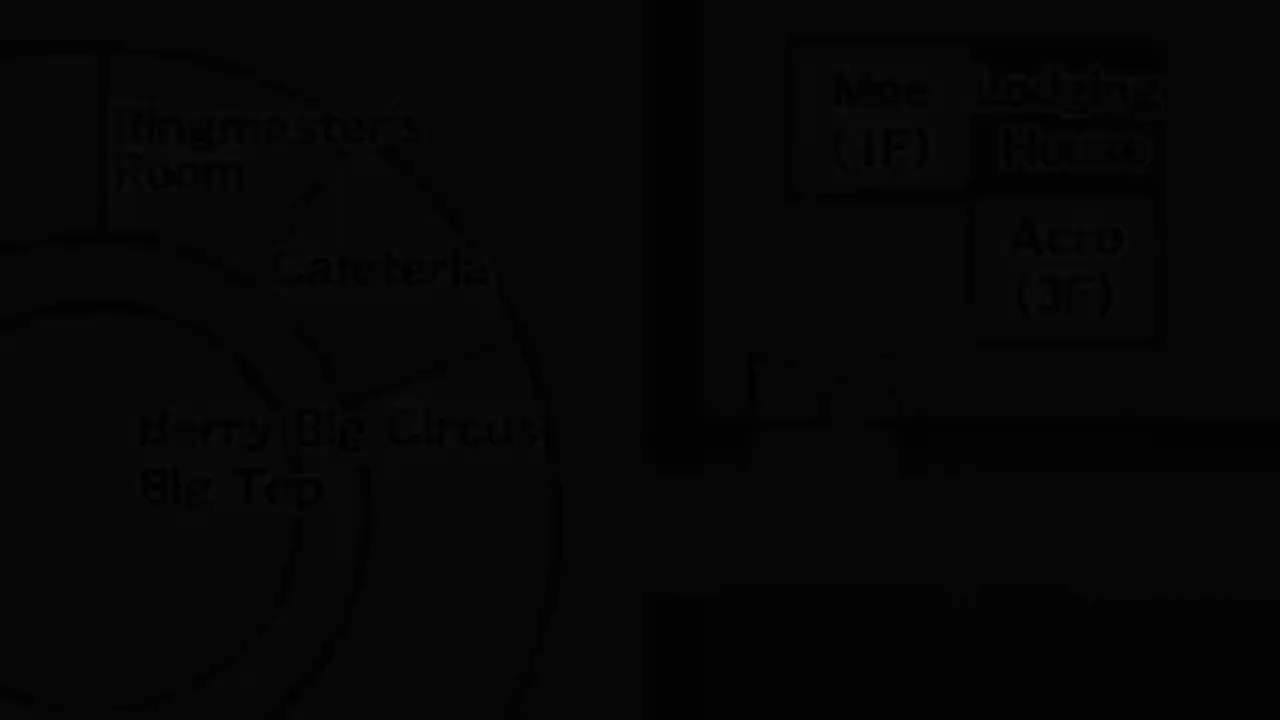 Ringmaster's
Room
Cafeteria
Berry Big Circus
Big Top
Moe
(1F)
Lodging
House
Acro
(3F)